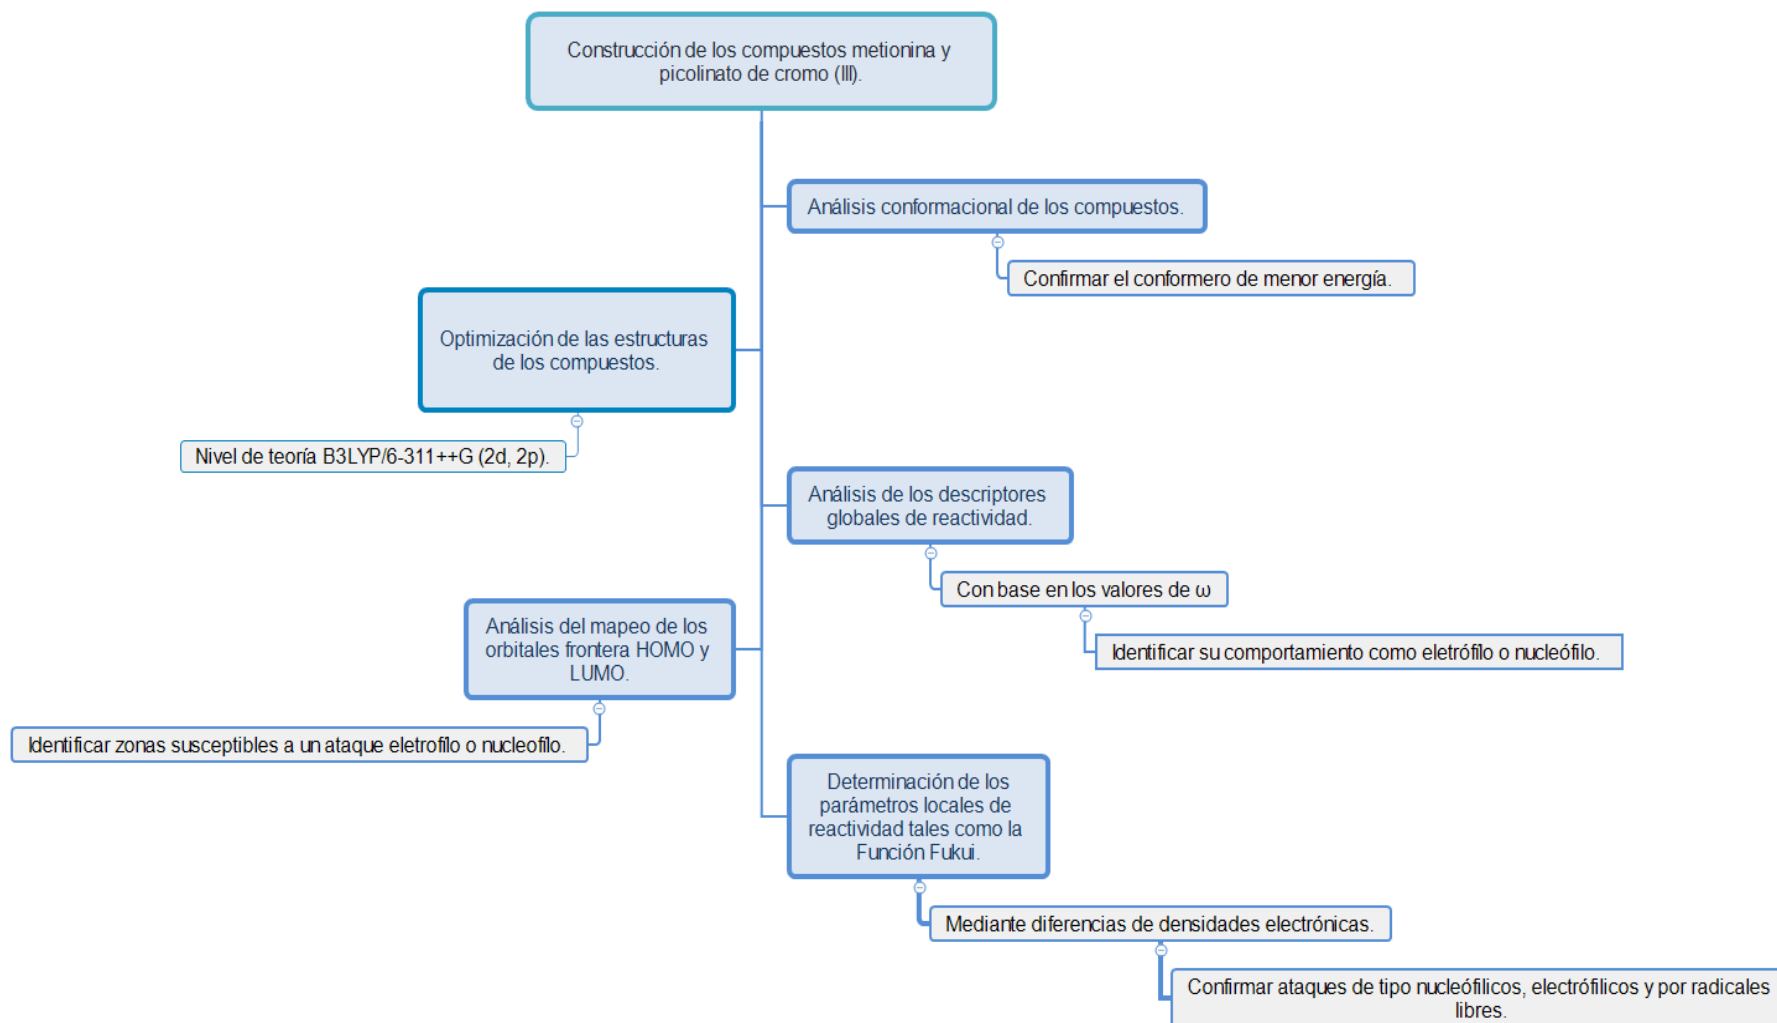 Construcción de los compuestos metionina y
picolinato de cromo (III).
Análisis conformacional de los compuestos.
Confirmar el conformero de menor energía.
Optimización de las estructuras
de los compuestos.
Nivel de teoría B3LYP/6-311++G (2d, 2p).
Análisis de los descriptores
globales de reactividad.
Con base en los valores de ω
Identificar su comportamiento como eletrófilo o nucleófilo.
Análisis del mapeo de los
orbitales frontera HOMO y
LUMO.
Identificar zonas susceptibles a un ataque eletrofílo o nucleofílo.
Determinación de los
parámetros locales de
reactividad tales como la
Función Fukui.
Mediante diferencias de densidades electrónicas.
Confirmar ataques de tipo nucleófilicos, electrófilicos y por radicales
libres.